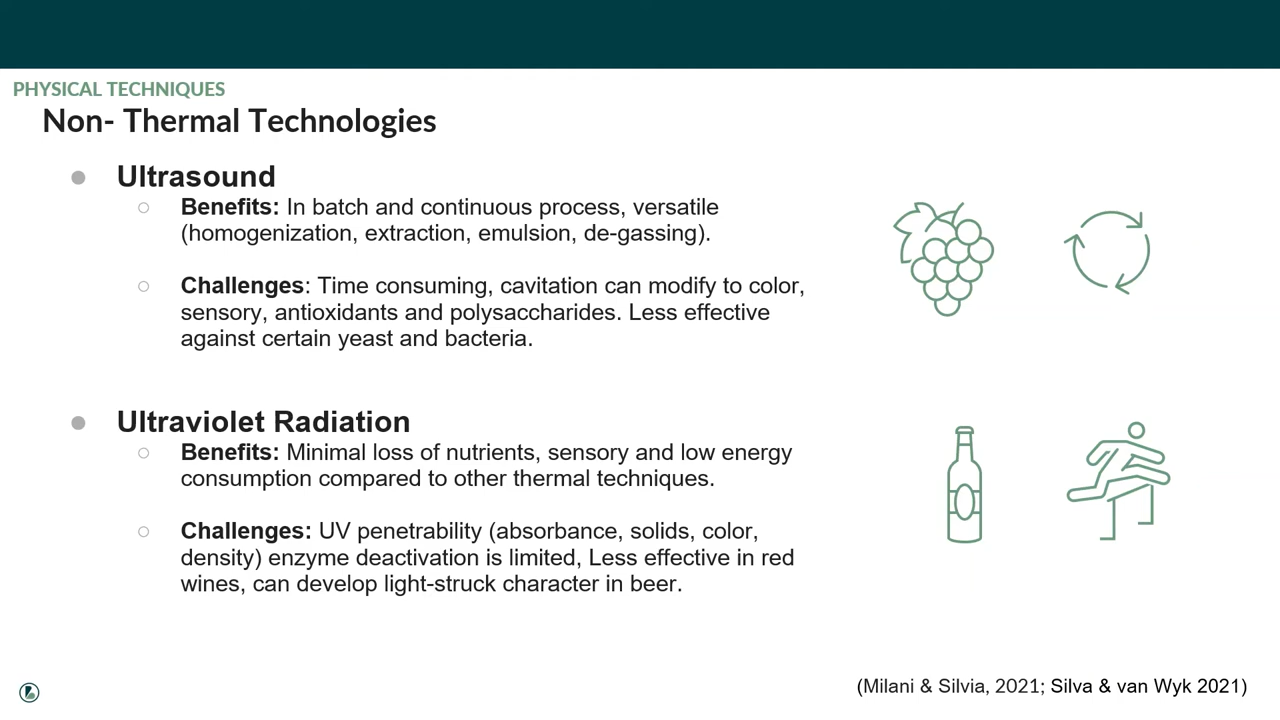 PHYSICAL TECHNIQUES
Non- Thermal Technologies
Ultrasound
Benefits: In batch and continuous process, versatile
(homogenization, extraction, emulsion, de-gassing).
Challenges: Time consuming, cavitation can modify to color,
sensory, antioxidants and polysaccharides. Less effective
against certain yeast and bacteria.
Ultraviolet Radiation
Benefits: Minimal loss of nutrients, sensory and low energy
consumption compared to other thermal techniques.
Challenges: UV penetrability (absorbance, solids, color,
density) enzyme deactivation is limited, Less effective in red
wines, can develop light-struck character in beer.
(Milani & Silvia, 2021; Silva & van Wyk 2021)